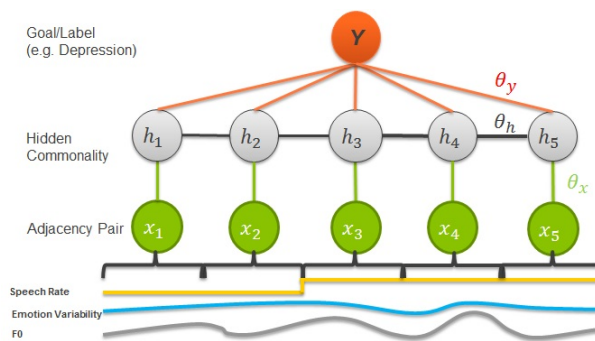 Goal/Label
(e.g. Depression)
Y
θy
Hidden
Commonality
h1 h2 h3 h4 θh h5
θx
Adjacency Pair
x1 x2 x3 x4 x5
Speech Rate
Emotion Variability
F0